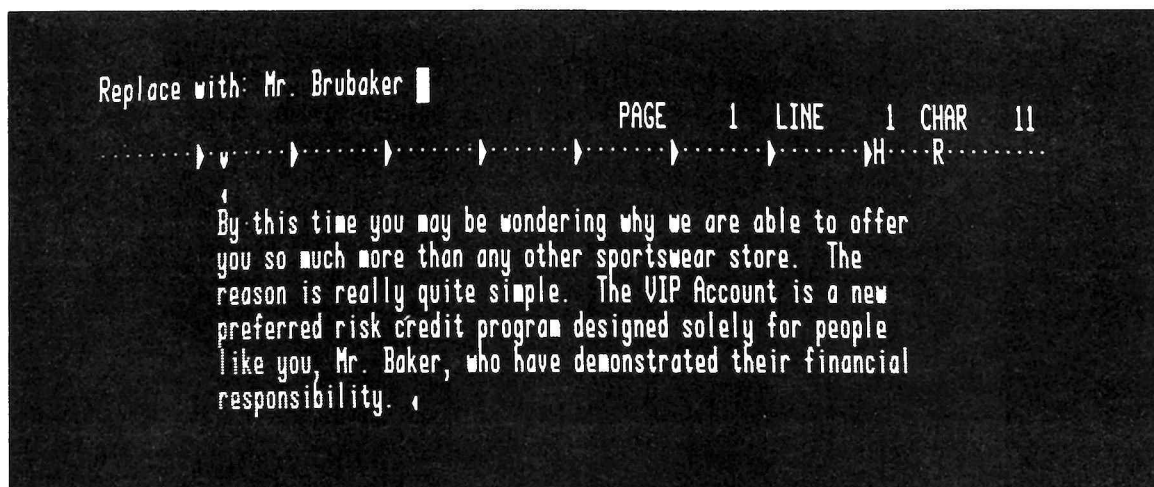 Replace with: Mr. Brubaker
PAGE 1 LINE 1 CHAR 11
H R
By this time you may be wondering why we are able to offer
you so much more than any other sportswear store. The
reason is really quite simple. The VIP Account is a new
preferred risk credit program designed solely for people
like you, Mr. Baker, who have demonstrated their financial
responsibility.